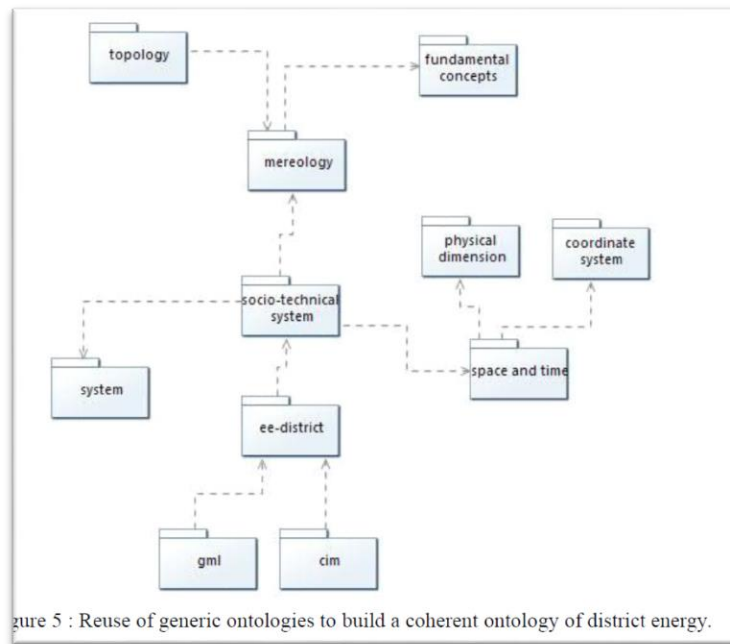 topology
fundamental
concepts
mereology
physical
dimension
coordinate
system
socio-technical
system
system
space and time
ee-district
gml
cim
gure 5 : Reuse of generic ontologies to build a coherent ontology of district energy.